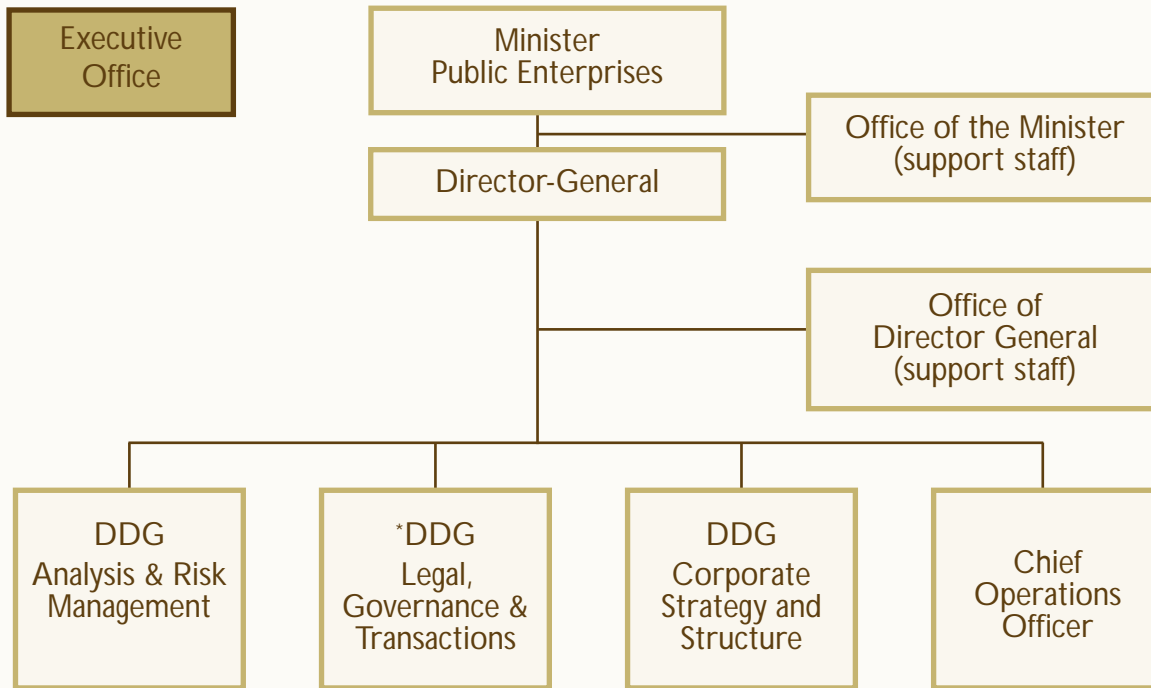 Executive
Office
Minister
Public Enterprises
Office of the Minister
(support staff)
Director-General
Office of
Director General
(support staff)
DDG
Analysis & Risk
Management
*DDG
Legal,
Governance &
Transactions
DDG
Corporate
Strategy and
Structure
Chief
Operations
Officer